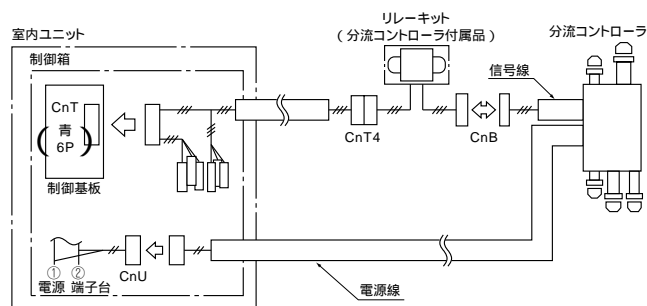 リレーキット
(分流コントローラ付属品)
分流コントローラ
室内ユニット
制御箱
信号線
CnT
(青)
6P
CnT4
CnB
制御基板
CnU
① ②
電源 端子台
電源線